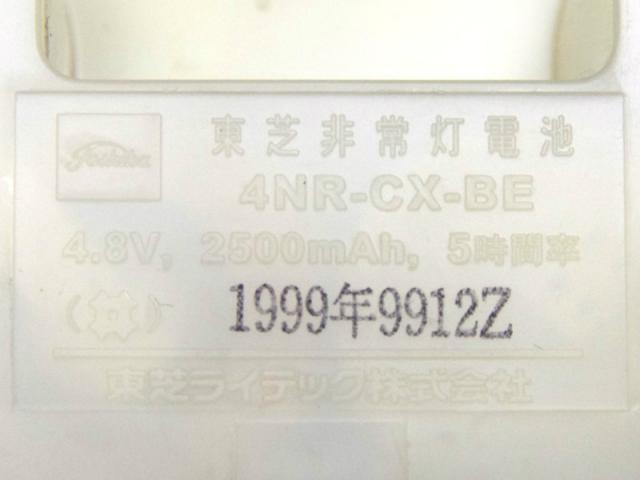 Toshiba
東芝非常灯電池
4NR-CX-BE
4.8V, 2500mAh, 5時間率
1999年9912Z
東芝ライテック株式会社